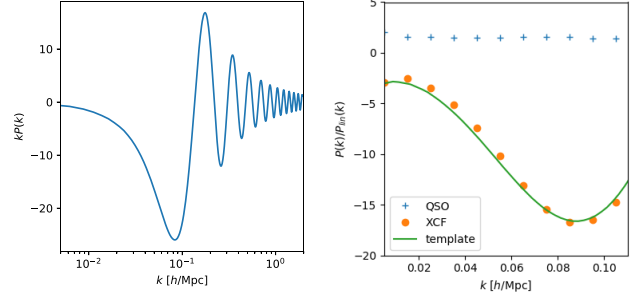 kP(k)
10
0
−10
−20
10⁻²
10⁻¹
10⁰
k [h/Mpc]
P(k)/Pₗᵢₙ(k)
5
0
−5
−10
−15
−20
QSO
XCF
template
0.02
0.04
0.06
0.08
0.10
k [h/Mpc]